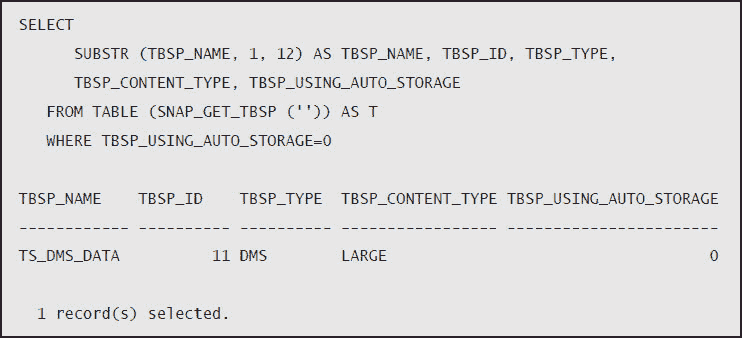 SELECT
SUBSTR (TBSP_NAME, 1, 12) AS TBSP_NAME, TBSP_ID, TBSP_TYPE,
TBSP_CONTENT_TYPE, TBSP_USING_AUTO_STORAGE
FROM TABLE (SNAP_GET_TBSP ('')) AS T
WHERE TBSP_USING_AUTO_STORAGE=0
TBSP_NAME TBSP_ID TBSP_TYPE TBSP_CONTENT_TYPE TBSP_USING_AUTO_STORAGE
------------ ---------- ---------- ----------------- -----------------------
TS_DMS_DATA 11 DMS LARGE 0
1 record(s) selected.